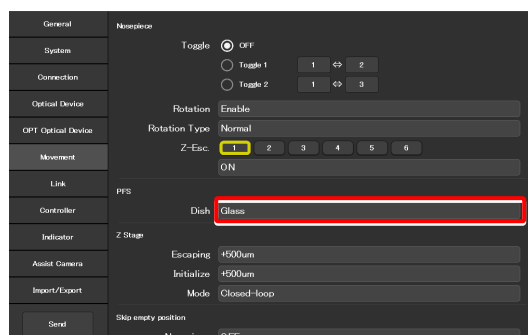 General
System
Connection
Optical Device
OPT Optical Device
Movement
Link
Controller
Indicator
Assist Camera
Import/Export
Send
Nosepiece
Toggle OFF
Toggle 1 1 ⇔ 2
Toggle 2 1 ⇔ 3
Rotation Enable
Rotation Type Normal
Z-Esc. 1 2 3 4 5 6
ON
PFS
Dish Glass
Z Stage
Escaping +500um
Initialize +500um
Mode Closed-loop
Skip empty position